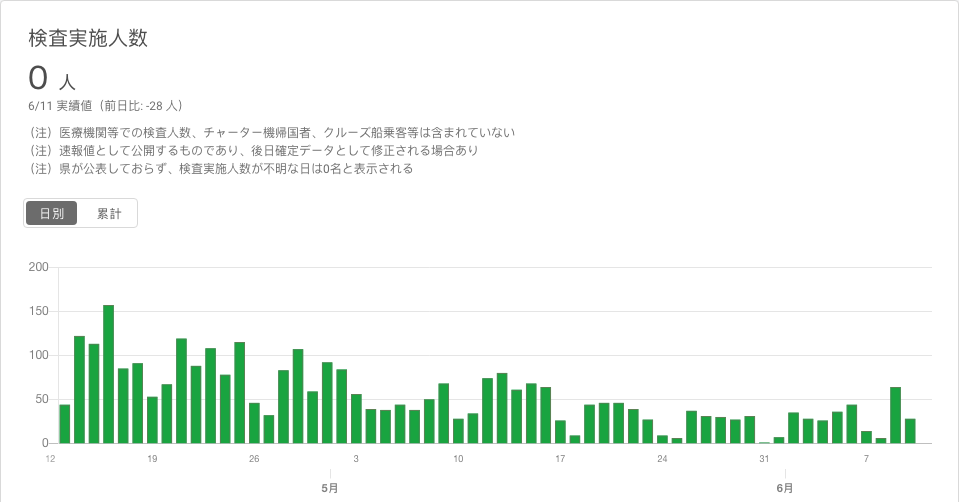 検査実施人数
0 人
6/11 実績値（前日比: -28 人）
（注）医療機関等での検査人数、チャーター機帰国者、クルーズ船乗客等は含まれていない
（注）速報値として公開するものであり、後日確定データとして修正される場合あり
（注）県が公表しておらず、検査実施人数が不明な日は0名と表示される
日別 累計
200
150
100
50
0
12 19 26 3 10 17 24 31 7
5月 6月